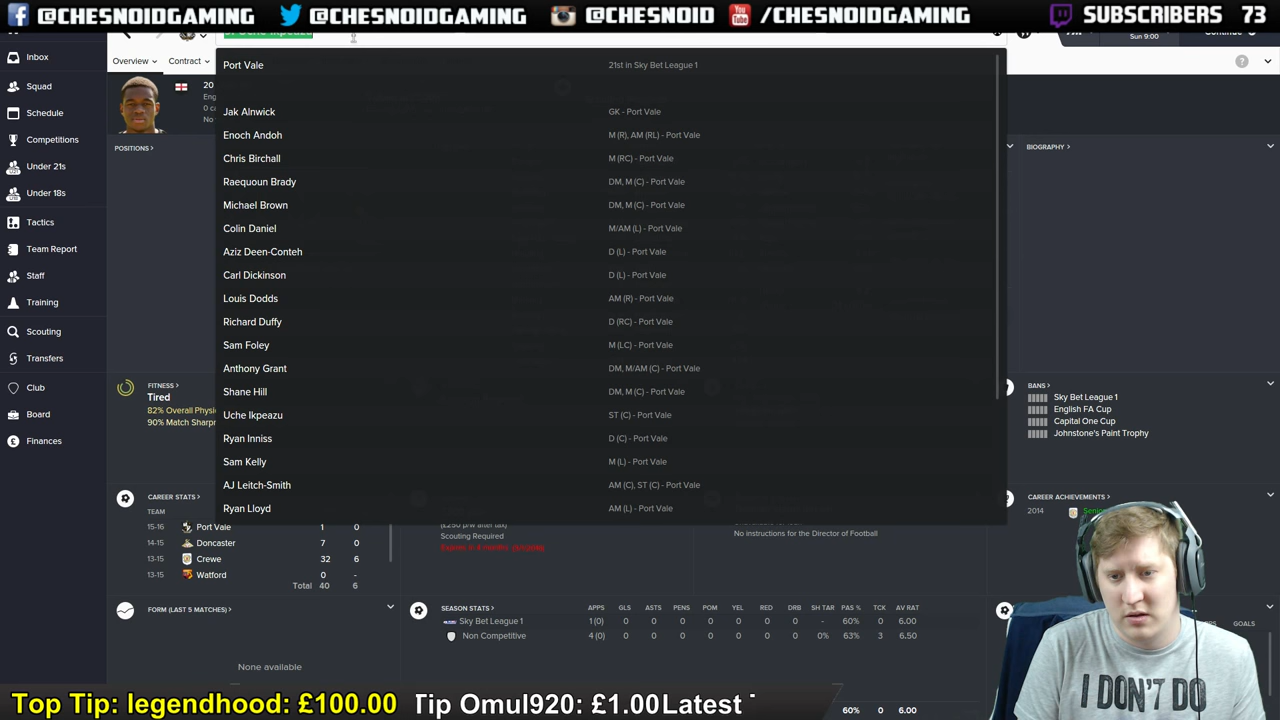 @CHESNOIDGAMING @CHESNOIDGAMING @CHESNOID /CHESNOIDGAMING SUBSCRIBERS 73
Sun 9:00
Inbox
Squad
Schedule
Competitions
Under 21s
Under 18s
Tactics
Team Report
Staff
Training
Scouting
Transfers
Club
Board
Finances
Overview Contract
20
POSITIONS >
Port Vale 21st in Sky Bet League 1
Jak Alnwick GK - Port Vale
Enoch Andoh M (R), AM (RL) - Port Vale
Chris Birchall M (RC) - Port Vale
Raequoun Brady DM, M (C) - Port Vale
Michael Brown DM, M (C) - Port Vale
Colin Daniel M/AM (L) - Port Vale
Aziz Deen-Conteh D (L) - Port Vale
Carl Dickinson D (L) - Port Vale
Louis Dodds AM (R) - Port Vale
Richard Duffy D (RC) - Port Vale
Sam Foley M (LC) - Port Vale
Anthony Grant DM, M/AM (C) - Port Vale
Shane Hill DM, M (C) - Port Vale
Uche Ikpeazu ST (C) - Port Vale
Ryan Inniss D (C) - Port Vale
Sam Kelly M (L) - Port Vale
AJ Leitch-Smith AM (C), ST (C) - Port Vale
Ryan Lloyd AM (L) - Port Vale
BIOGRAPHY >
FITNESS >
Tired
82% Overall Physi
90% Match Sharpn
BANS >
Sky Bet League 1
English FA Cup
Capital One Cup
Johnstone's Paint Trophy
CAREER STATS >
TEAM
15-16 Port Vale 1 0
14-15 Doncaster 7 0
13-15 Crewe 32 6
13-15 Watford 0 -
Total 40 6
(£250 p/w after tax)
Scouting Required
No instructions for the Director of Football
CAREER ACHIEVEMENTS >
2014
FORM (LAST 5 MATCHES) >
None available
SEASON STATS > APPS GLS ASTS PENS POM YEL RED DRB SH TAR PAS % TCK AV RAT
Sky Bet League 1 1 (0) 0 0 0 0 0 0 0 - 60% 0 6.00
Non Competitive 4 (0) 0 0 0 0 0 0 0 0% 63% 3 6.50
60% 0 6.00
GOALS
I DON'T DO
Top Tip: legendhood: £100.00 Tip Omul920: £1.00 Latest